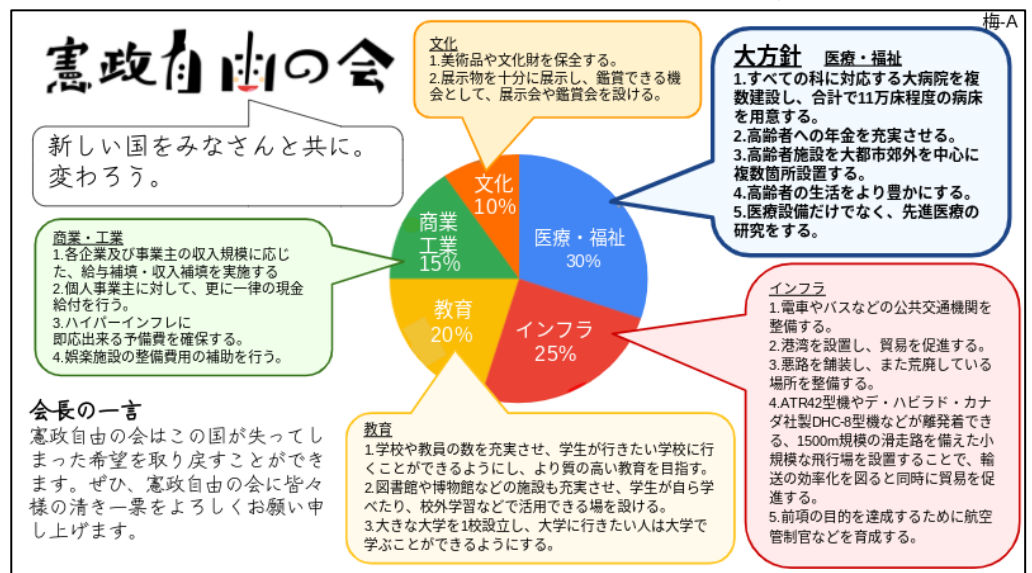 梅-A
憲政自由の会
新しい国をみなさんと共に。
変わろう。
文化
1.美術品や文化財を保全する。
2.展示物を十分に展示し、鑑賞できる機
会として、展示会や鑑賞会を設ける。
大方針 医療・福祉
1.すべての科に対応する大病院を複
数建設し、合計で11万床程度の病床
を用意する。
2.高齢者への年金を充実させる。
3.高齢者施設を大都市郊外を中心に
複数箇所設置する。
4.高齢者の生活をより豊かにする。
5.医療設備だけでなく、先進医療の
研究をする。
文化
10%
商業
工業
15%
医療・福祉
30%
教育
20%
インフラ
25%
商業・工業
1.各企業及び事業主の収入規模に応じ
た、給与補填・収入補填を実施する
2.個人事業主に対して、更に一律の現金
給付を行う。
3.ハイパーインフレに
即応出来る予備費を確保する。
4.娯楽施設の整備費用の補助を行う。
インフラ
1.電車やバスなどの公共交通機関を
整備する。
2.港湾を設置し、貿易を促進する。
3.悪路を舗装し、また荒廃している
場所を整備する。
4.ATR42型機やデ・ハビラド・カナ
ダ社製DHC-8型機などが離発着でき
る、1500m規模の滑走路を備えた小
規模な飛行場を設置することで、輸
送の効率化を図ると同時に貿易を促
進する。
5.前項の目的を達成するために航空
管制官などを育成する。
会長の一言
憲政自由の会はこの国が失ってし
まった希望を取り戻すことができ
ます。ぜひ、憲政自由の会に皆々
様の清き一票をよろしくお願い申
し上げます。
教育
1.学校や教員の数を充実させ、学生が行きたい学校に行
くことができるようにし、より質の高い教育を目指す。
2.図書館や博物館などの施設も充実させ、学生が自ら学
べたり、校外学習などで活用できる場を設ける。
3.大きな大学を1校設立し、大学に行きたい人は大学で
学ぶことができるようにする。